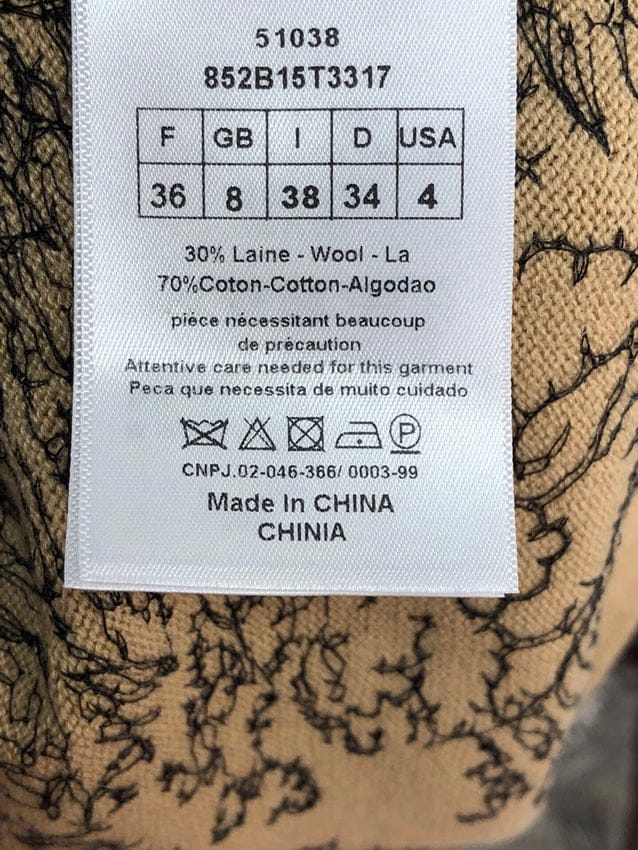 51038
852B15T3317
F GB I D USA
36 8 38 34 4
30% Laine - Wool - La
70%Coton-Cotton-Algodao
pièce nécessitant beaucoup
de précaution
Attentive care needed for this garment
Peca que necessita de muito cuidado
P
CNPJ.02-046-366/ 0003-99
Made In CHINA
CHINIA